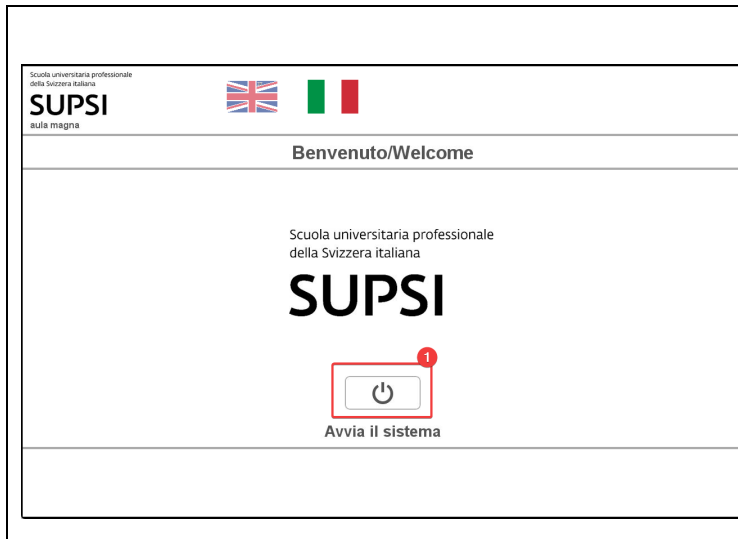 Scuola universitaria professionale
della Svizzera italiana
SUPSI
aula magna
Benvenuto/Welcome
Scuola universitaria professionale
della Svizzera italiana
SUPSI
1
Avvia il sistema